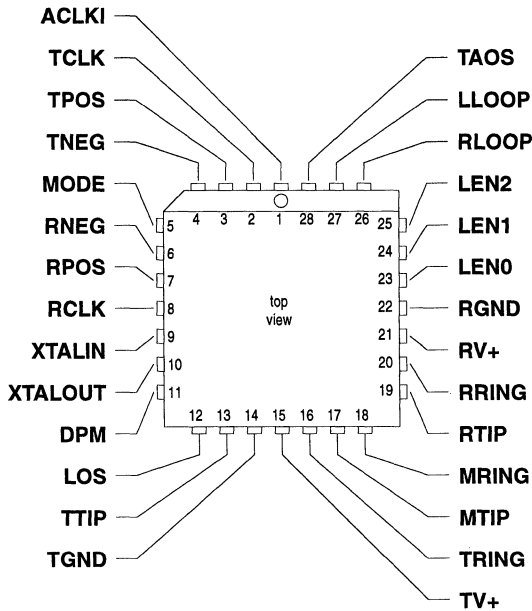 ACLKI
TCLK
TPOS
TNEG
MODE
RNEG
RPOS
RCLK
XTALIN
XTALOUT
DPM
LOS
TTIP
TGND
TAOS
LLOOP
RLOOP
LEN2
LEN1
LEN0
RGND
RV+
RRING
RTIP
MRING
MTIP
TRING
TV+
4 3 2 1 28 27 26
5
6
7
8
9
10
11
25
24
23
22
21
20
19
top
view
12 13 14 15 16 17 18